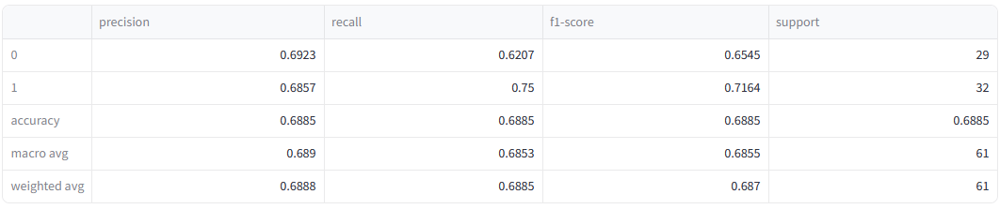 precision recall f1-score support
0 0.6923 0.6207 0.6545 29
1 0.6857 0.75 0.7164 32
accuracy 0.6885 0.6885 0.6885 0.6885
macro avg 0.689 0.6853 0.6855 61
weighted avg 0.6888 0.6885 0.687 61